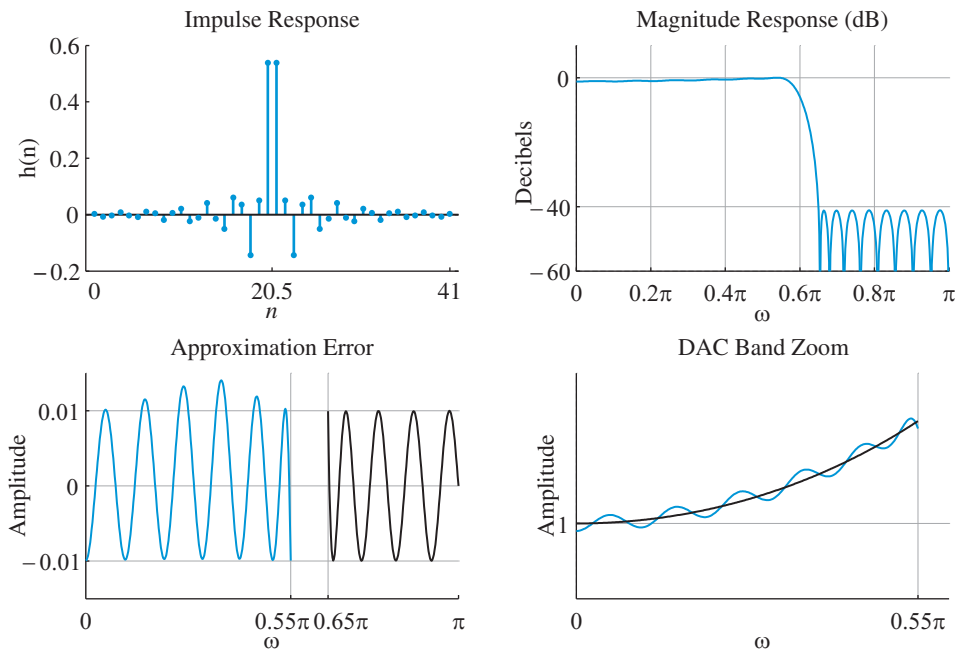 Impulse Response
0.6
0.4
0.2
0
−0.2
h(n)
0
20.5
41
n
Magnitude Response (dB)
0
−40
−60
Decibels
0
0.2π
0.4π
0.6π
0.8π
π
ω
Approximation Error
0.01
0
−0.01
Amplitude
0
0.55π
0.65π
π
ω
DAC Band Zoom
1
Amplitude
0
0.55π
ω